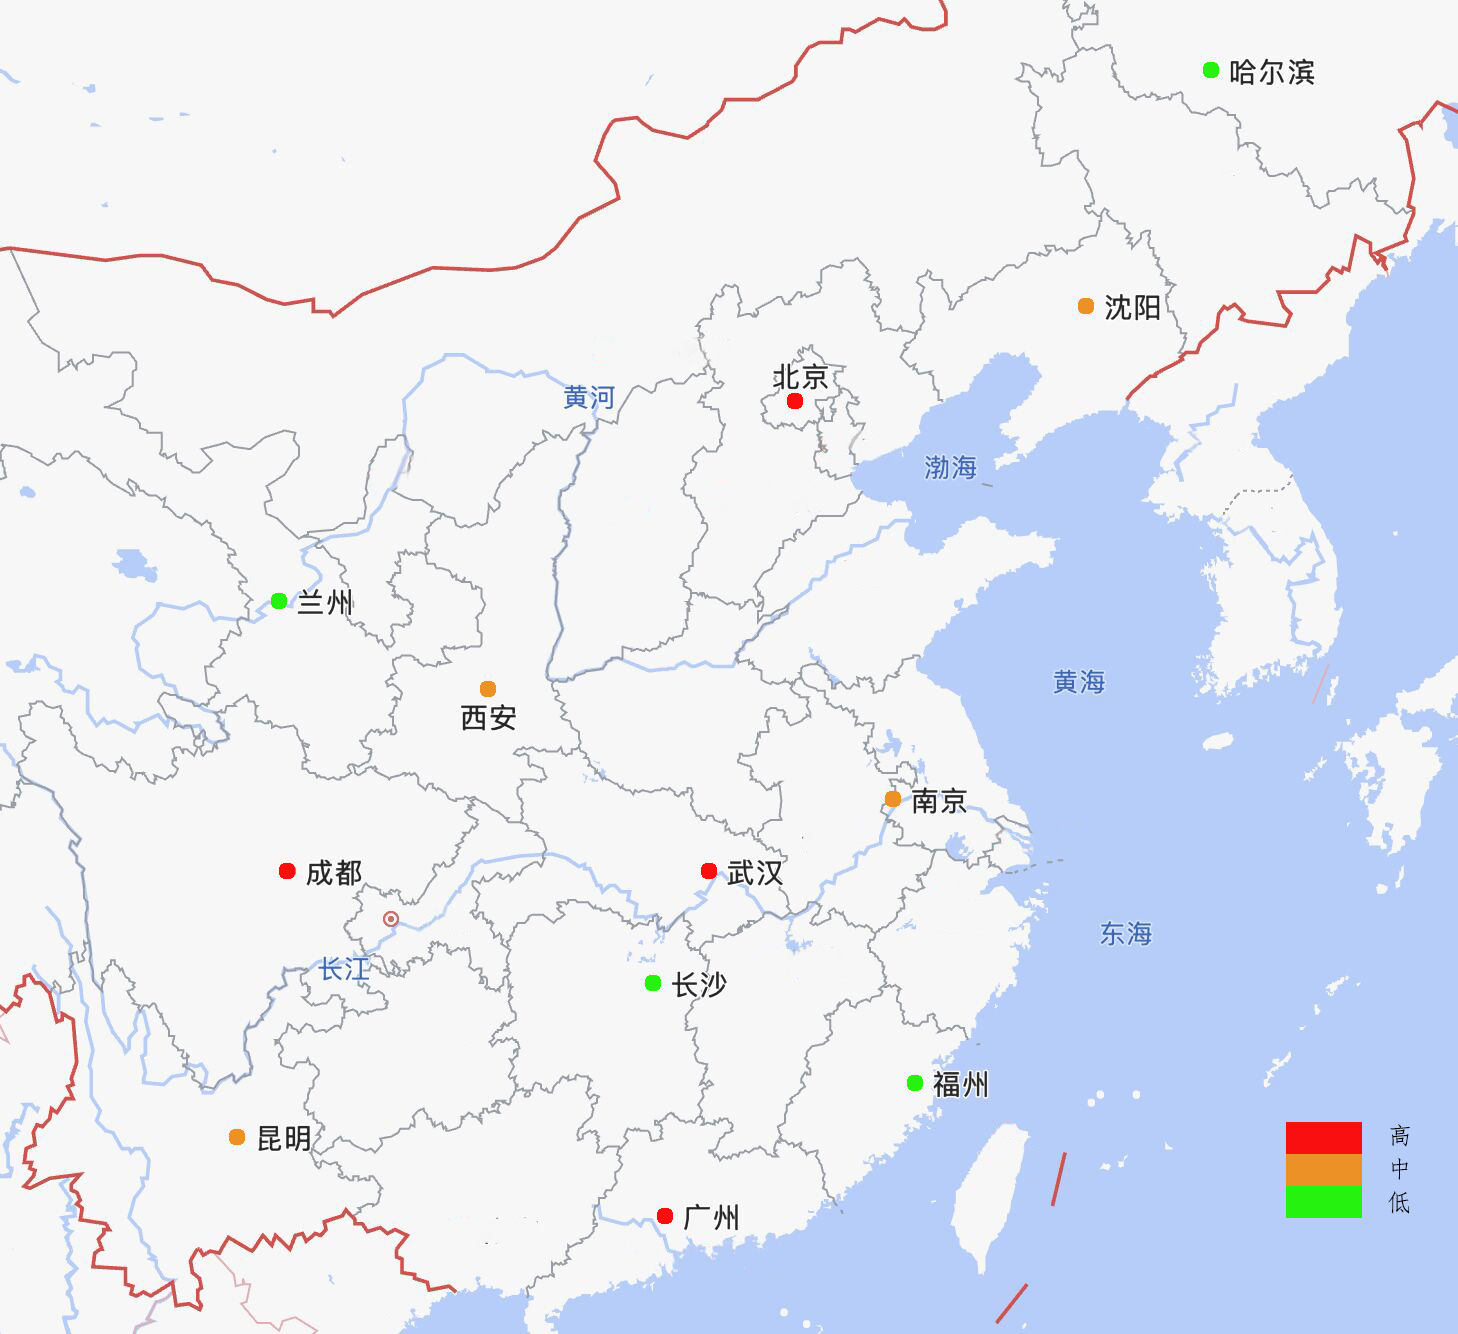 哈尔滨
沈阳
北京
黄河
渤海
兰州
黄海
西安
南京
成都
武汉
东海
长江
长沙
福州
昆明
广州
高
中
低